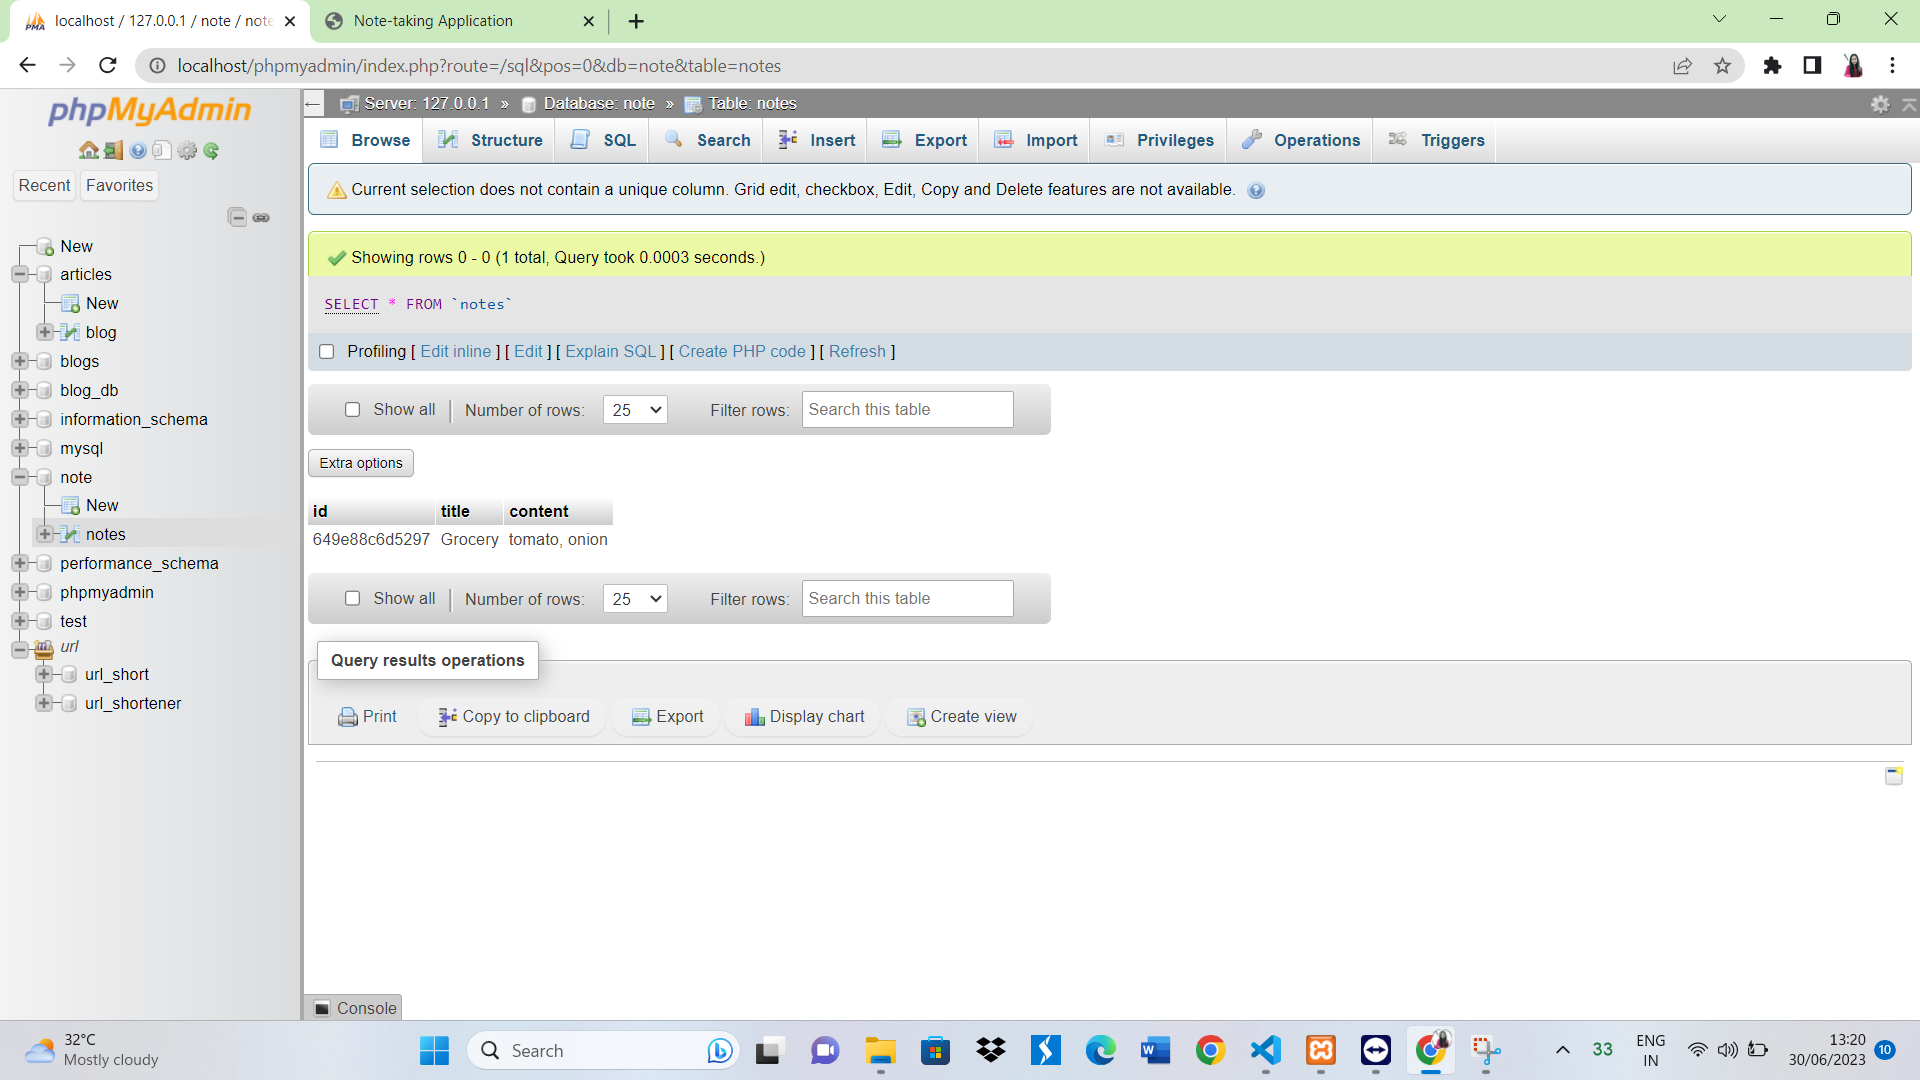 localhost / 127.0.0.1 / note / note
Note-taking Application
localhost/phpmyadmin/index.php?route=/sql&pos=0&db=note&table=notes
phpMyAdmin
Recent
Favorites
New
articles
New
blog
blogs
blog_db
information_schema
mysql
note
New
notes
performance_schema
phpmyadmin
test
url
url_short
url_shortener
Server: 127.0.0.1 » Database: note » Table: notes
Browse Structure SQL Search Insert Export Import Privileges Operations Triggers
Current selection does not contain a unique column. Grid edit, checkbox, Edit, Copy and Delete features are not available.
Showing rows 0 - 0 (1 total, Query took 0.0003 seconds.)
SELECT * FROM `notes`
Profiling [ Edit inline ] [ Edit ] [ Explain SQL ] [ Create PHP code ] [ Refresh ]
Show all | Number of rows: 25 Filter rows: Search this table
Extra options
id title content
649e88c6d5297 Grocery tomato, onion
Show all | Number of rows: 25 Filter rows: Search this table
Query results operations
Print Copy to clipboard Export Display chart Create view
Console
32°C
Mostly cloudy
Search
33
ENG
IN
13:20
30/06/2023
10